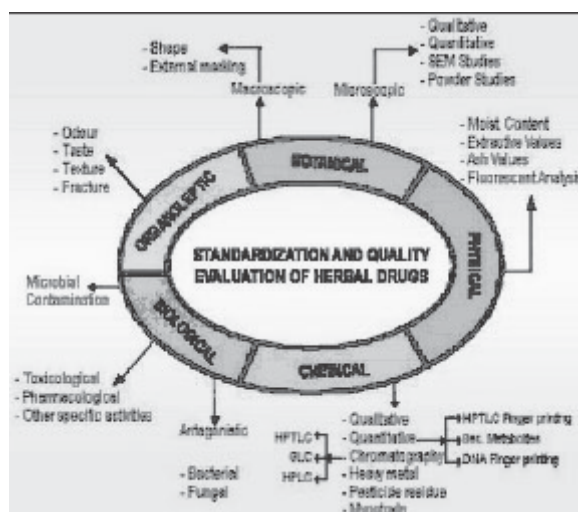 - Shape
- External marking
Macroscopic
- Qualitative
- Quantitative
- SEM Studies
- Powder Studies
Microscopic
- Odour
- Taste
- Texture
- Fracture
- Moist. Content
- Extractive Values
- Ash Values
- Fluorescent Analysis
ORGANOLEPTIC
BOTANICAL
PHYSICAL
STANDARDIZATION AND QUALITY
EVALUATION OF HERBAL DRUGS
Microbial
Contamination
BIOLOGICAL
CHEMICAL
- Toxicological
- Pharmacological
- Other specific activities
Antagonistic
- Bacterial
- Fungal
HPTLC
GLC
HPLC
- Qualitative
- Quantitative
- Chromatography
- Heavy metal
- Pesticide residue
HPTLC Finger printing
Sec. Metabolites
DNA Finger printing